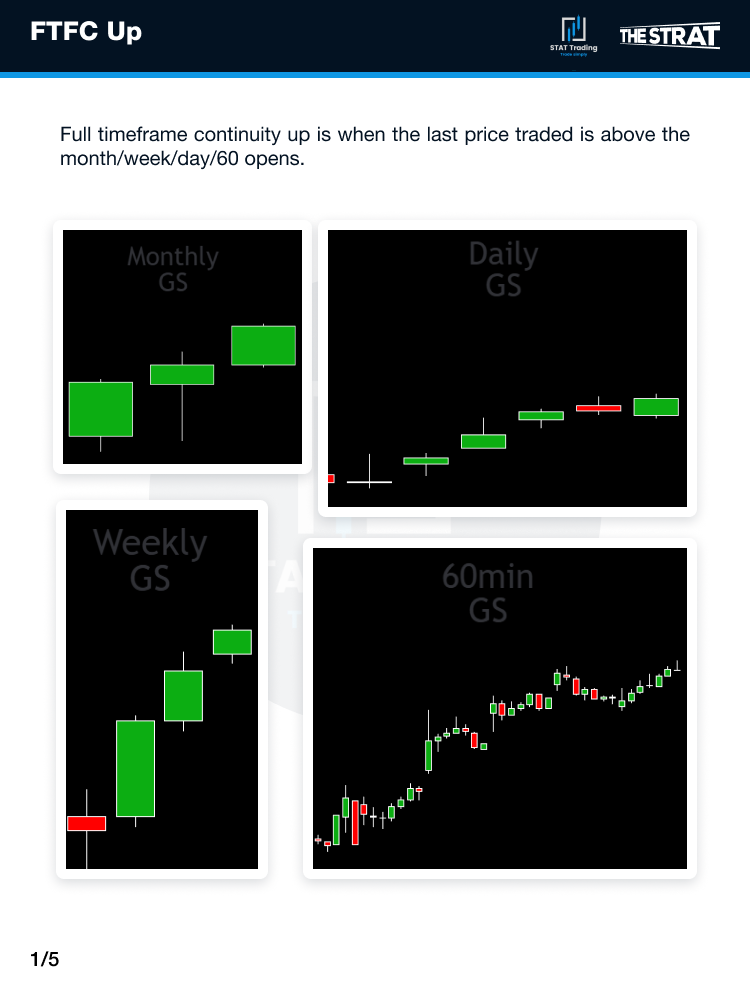 FTFC Up
STAT Trading
Trade simply
THE STRAT
Full timeframe continuity up is when the last price traded is above the
month/week/day/60 opens.
Monthly
GS
Daily
GS
Weekly
GS
60min
GS
1/5